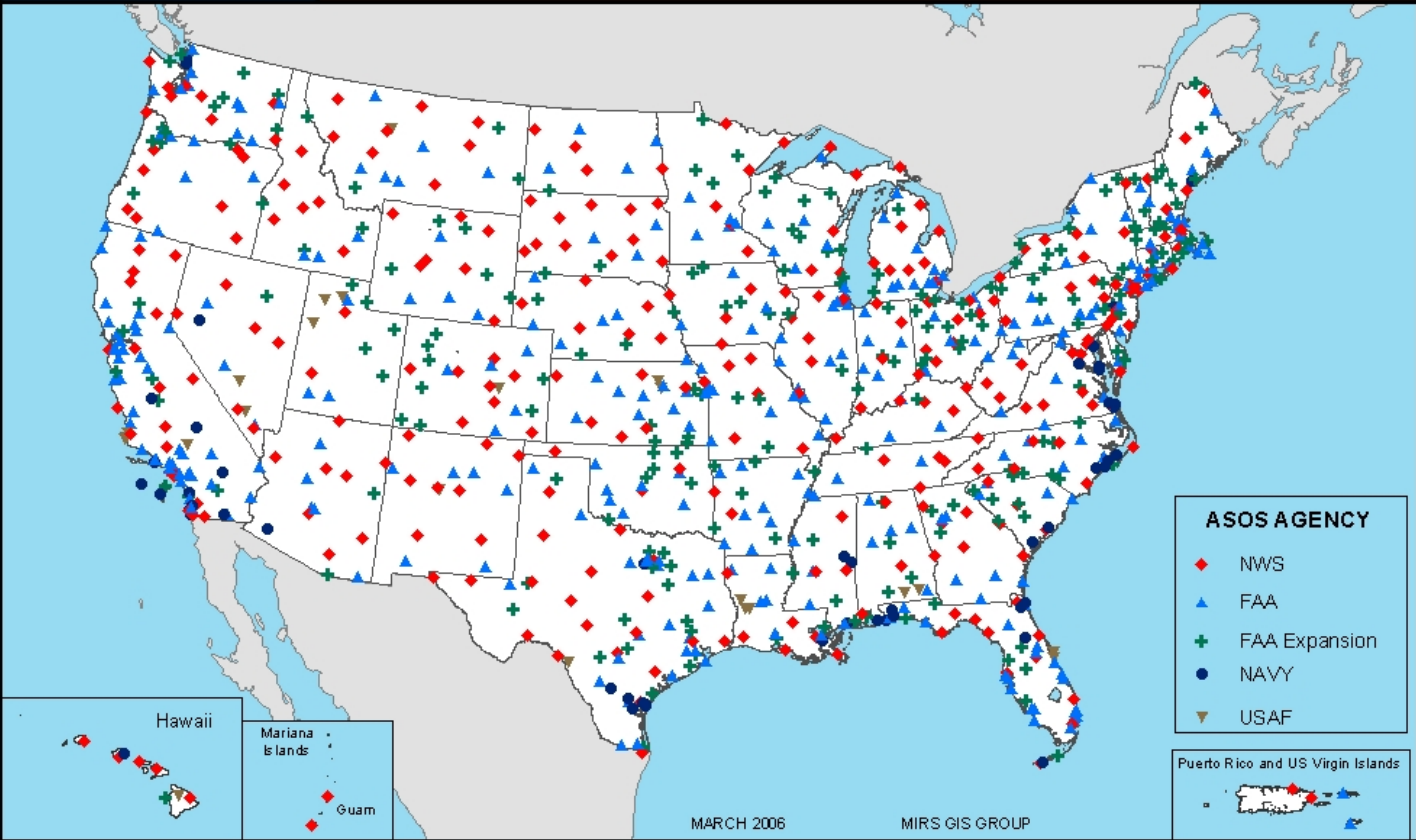 ASOS AGENCY
NWS
FAA
FAA Expansion
NAVY
USAF
Hawaii
Mariana
Islands
Guam
Puerto Rico and US Virgin Islands
MARCH 2006
MIRS GIS GROUP